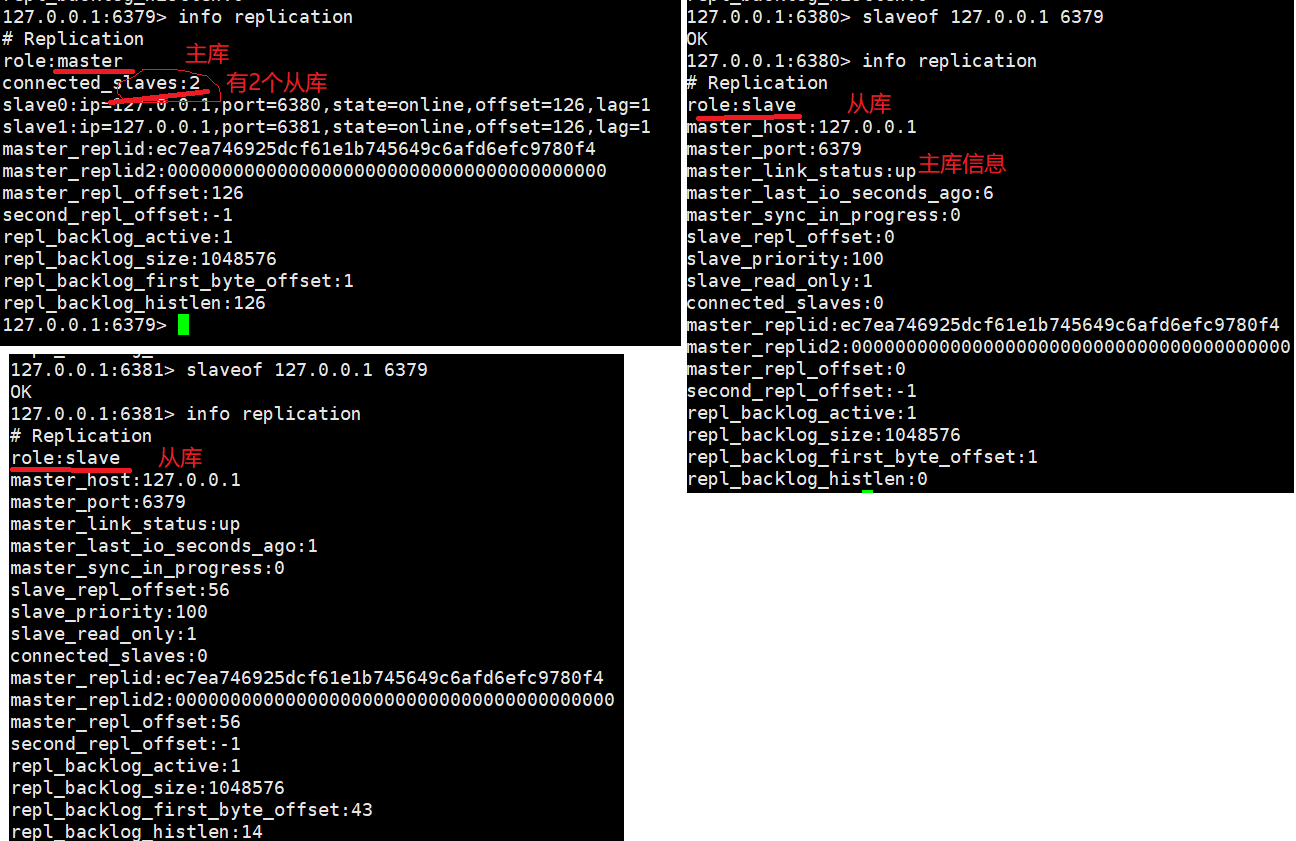 127.0.0.1:6379> info replication
# Replication
role:master 主库
connected_slaves:2 有2个从库
slave0:ip=127.0.0.1,port=6380,state=online,offset=126,lag=1
slave1:ip=127.0.0.1,port=6381,state=online,offset=126,lag=1
master_replid:ec7ea746925dcf61e1b745649c6afd6efc9780f4
master_replid2:0000000000000000000000000000000000000000
master_repl_offset:126
second_repl_offset:-1
repl_backlog_active:1
repl_backlog_size:1048576
repl_backlog_first_byte_offset:1
repl_backlog_histlen:126
127.0.0.1:6379>
127.0.0.1:6380> slaveof 127.0.0.1 6379
OK
127.0.0.1:6380> info replication
# Replication
role:slave 从库
master_host:127.0.0.1
master_port:6379
master_link_status:up 主库信息
master_last_io_seconds_ago:6
master_sync_in_progress:0
slave_repl_offset:0
slave_priority:100
slave_read_only:1
connected_slaves:0
master_replid:ec7ea746925dcf61e1b745649c6afd6efc9780f4
master_replid2:0000000000000000000000000000000000000000
master_repl_offset:0
second_repl_offset:-1
repl_backlog_active:1
repl_backlog_size:1048576
repl_backlog_first_byte_offset:1
repl_backlog_histlen:0
127.0.0.1:6381> slaveof 127.0.0.1 6379
OK
127.0.0.1:6381> info replication
# Replication
role:slave 从库
master_host:127.0.0.1
master_port:6379
master_link_status:up
master_last_io_seconds_ago:1
master_sync_in_progress:0
slave_repl_offset:56
slave_priority:100
slave_read_only:1
connected_slaves:0
master_replid:ec7ea746925dcf61e1b745649c6afd6efc9780f4
master_replid2:0000000000000000000000000000000000000000
master_repl_offset:56
second_repl_offset:-1
repl_backlog_active:1
repl_backlog_size:1048576
repl_backlog_first_byte_offset:43
repl_backlog_histlen:14